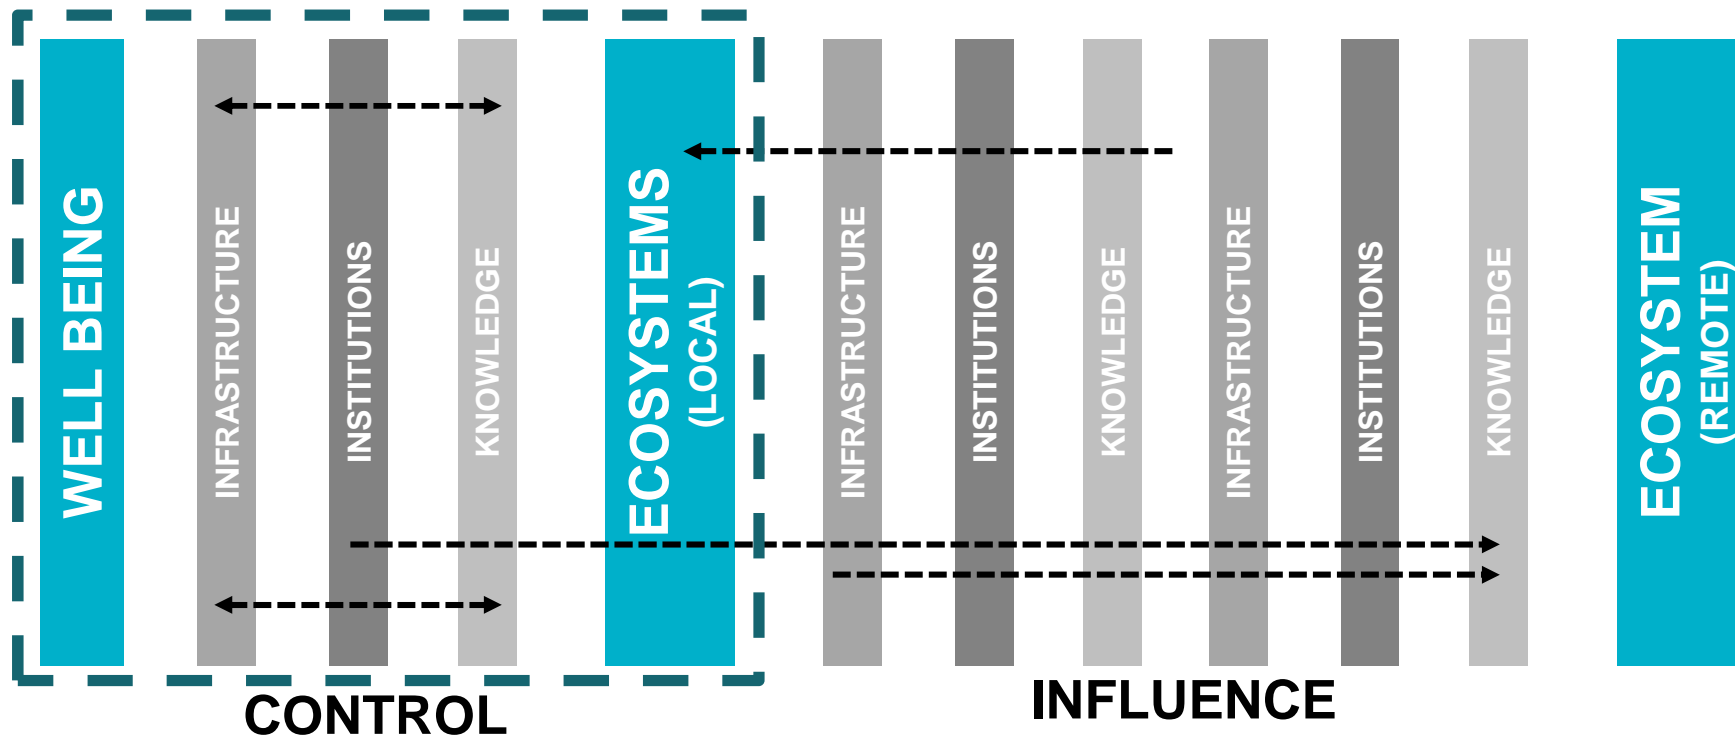 WELL BEING
INFRASTRUCTURE
INSTITUTIONS
KNOWLEDGE
ECOSYSTEMS
(LOCAL)
INFRASTRUCTURE
INSTITUTIONS
KNOWLEDGE
INFRASTRUCTURE
INSTITUTIONS
KNOWLEDGE
ECOSYSTEM
(REMOTE)
CONTROL
INFLUENCE